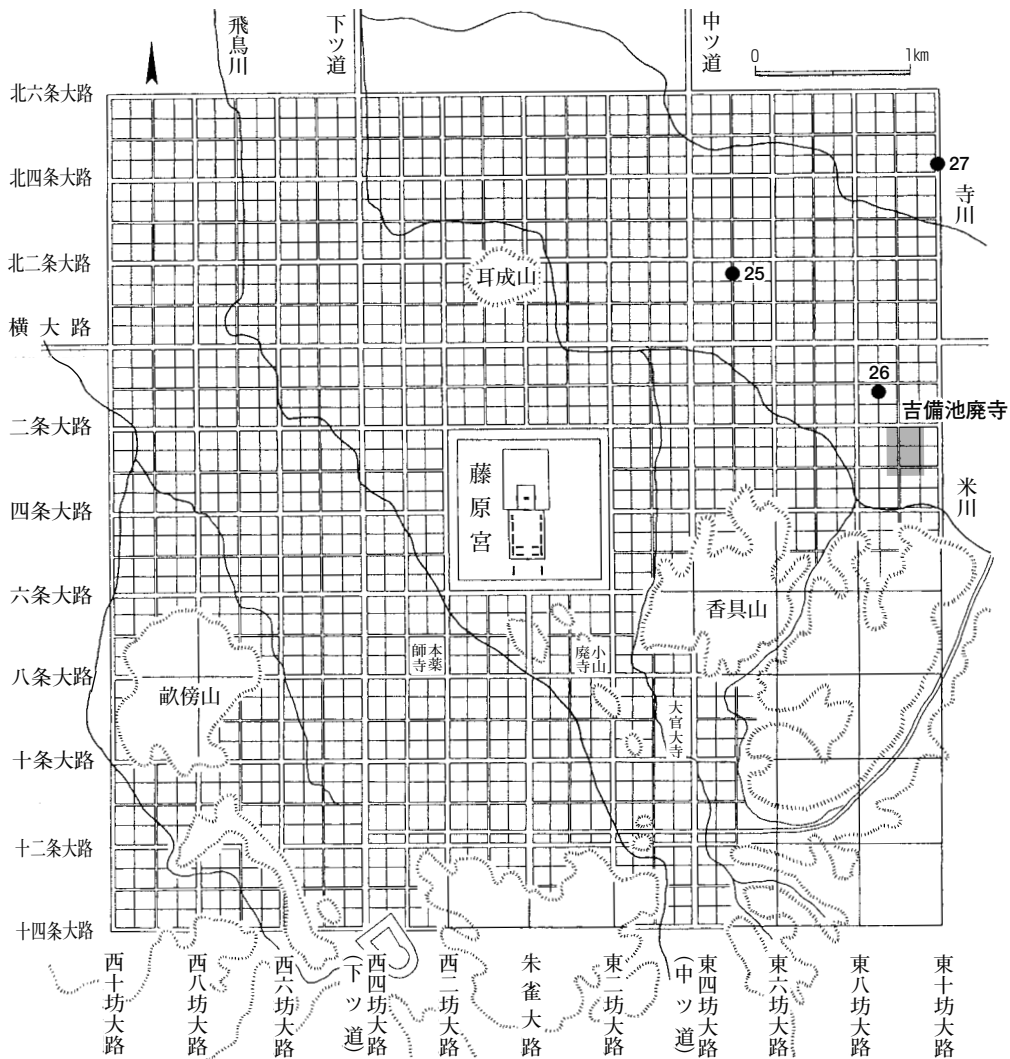 飛鳥川
下ツ道
中ツ道
0 1km
北六条大路
27
北四条大路
寺川
北二条大路
耳成山
25
横大路
26
吉備池廃寺
二条大路
藤原宮
米川
四条大路
六条大路
香具山
本薬師寺
小山廃寺
八条大路
畝傍山
大官大寺
十条大路
十二条大路
十四条大路
西十坊大路
西八坊大路
西六坊大路
(下ツ道)
西四坊大路
西二坊大路
朱雀大路
東二坊大路
(中ツ道)
東四坊大路
東六坊大路
東八坊大路
東十坊大路